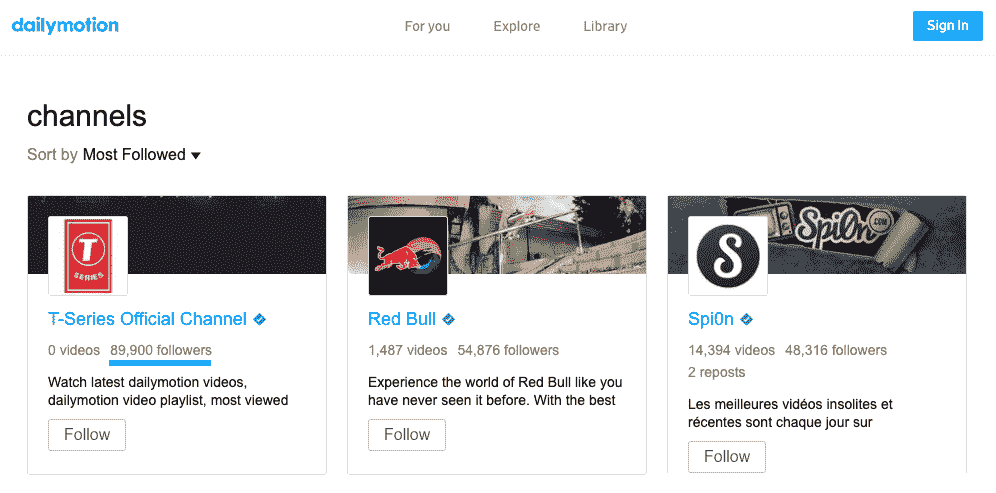 dailymotion
For you
Explore
Library
Sign In
channels
Sort by Most Followed
T
SERIES
T-Series Official Channel
0 videos 89,900 followers
Watch latest dailymotion videos,
dailymotion video playlist, most viewed
Follow
Red Bull
1,487 videos 54,876 followers
Experience the world of Red Bull like you
have never seen it before. With the best
Follow
Spi0n
.COM
S
Spi0n
14,394 videos 48,316 followers
2 reposts
Les meilleures vidéos insolites et
récentes sont chaque jour sur
Follow